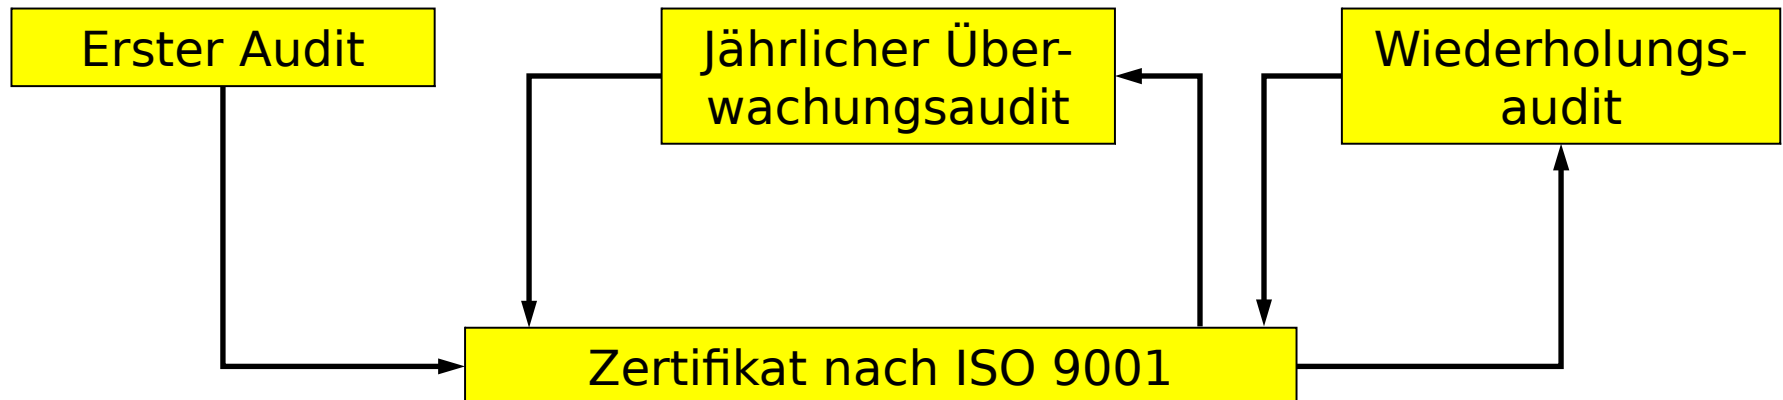 Erster Audit
Jährlicher Über-
wachungsaudit
Wiederholungs-
audit
Zertifikat nach ISO 9001